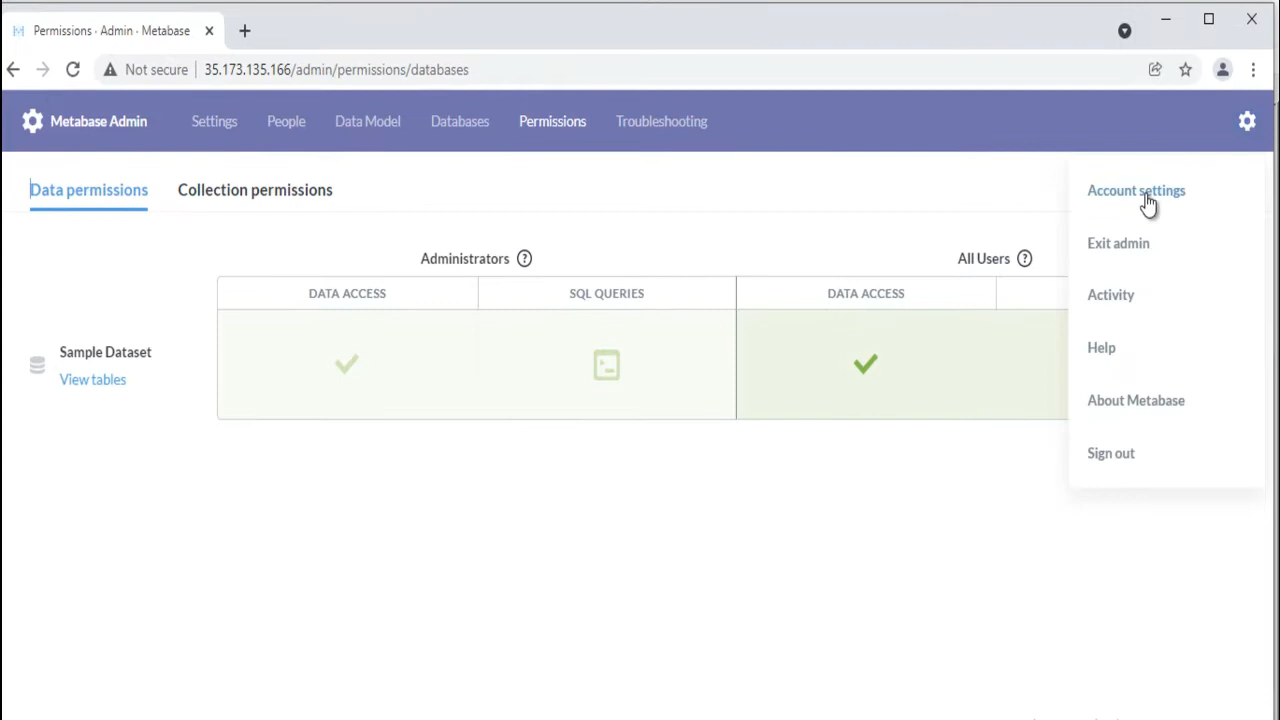 Permissions · Admin · Metabase
Not secure
35.173.135.166/admin/permissions/databases
Metabase Admin Settings People Data Model Databases Permissions Troubleshooting
Data permissions Collection permissions
Account settings
Exit admin
Activity
Help
About Metabase
Sign out
Administrators ? All Users ?
DATA ACCESS SQL QUERIES DATA ACCESS
Sample Dataset
View tables